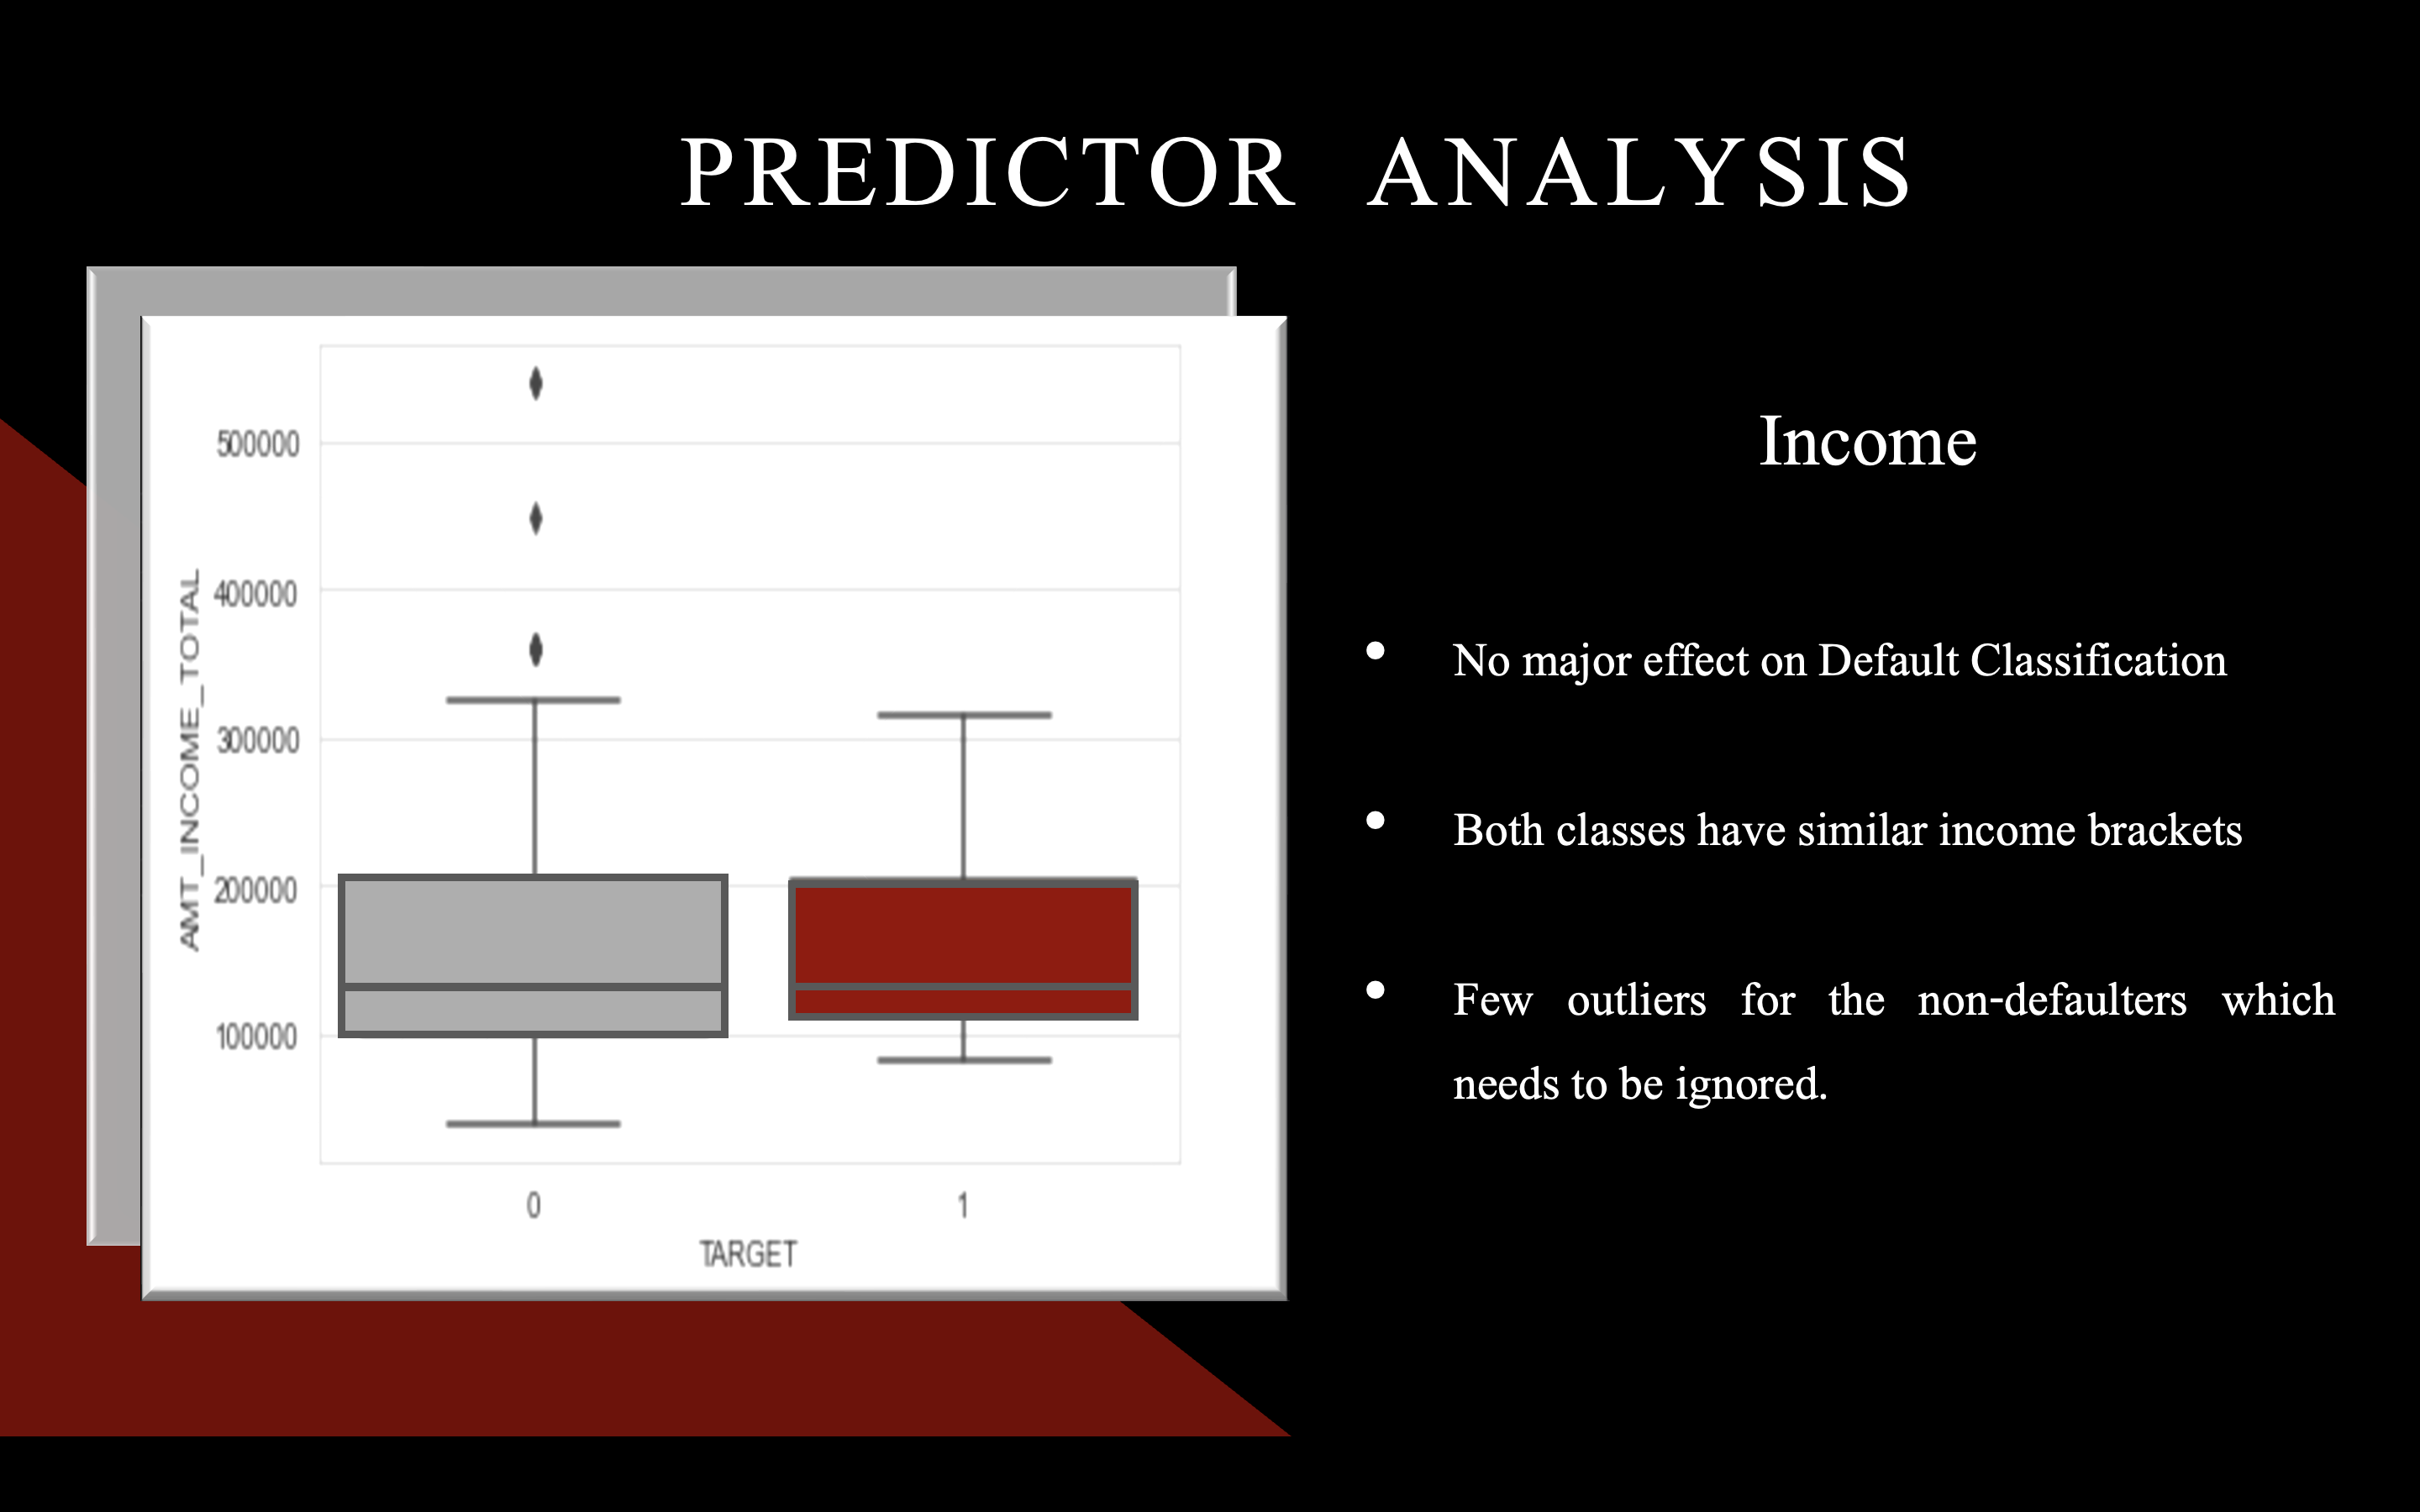 PREDICTOR ANALYSIS
500000
400000
300000
200000
100000
AMT_INCOME_TOTAL
0
1
TARGET
Income
• No major effect on Default Classification
• Both classes have similar income brackets
• Few outliers for the non-defaulters which
needs to be ignored.